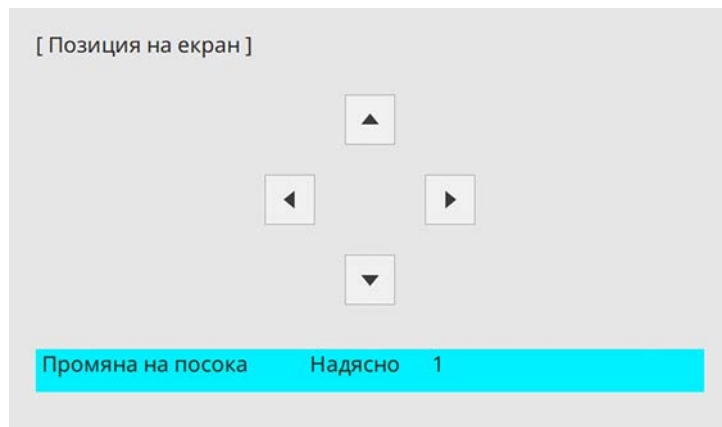 [ Позиция на екран ]
Промяна на посока Надясно 1